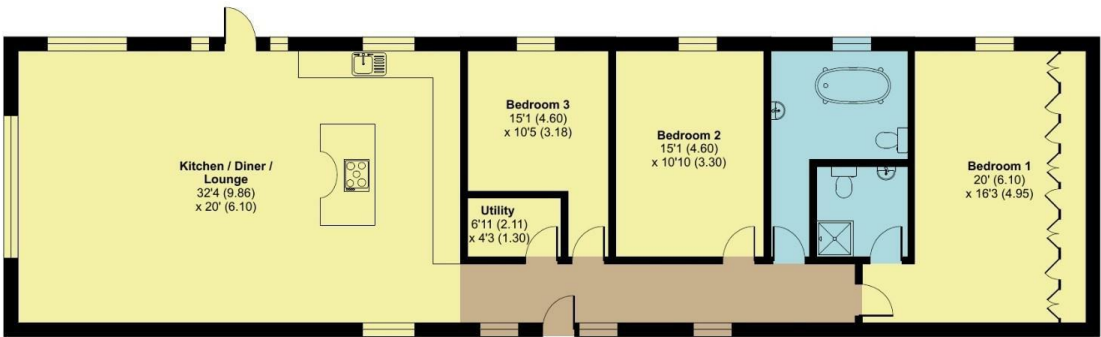 Kitchen / Diner /
Lounge
32'4 (9.86)
x 20' (6.10)
Bedroom 3
15'1 (4.60)
x 10'5 (3.18)
Utility
6'11 (2.11)
x 4'3 (1.30)
Bedroom 2
15'1 (4.60)
x 10'10 (3.30)
Bedroom 1
20' (6.10)
x 16'3 (4.95)